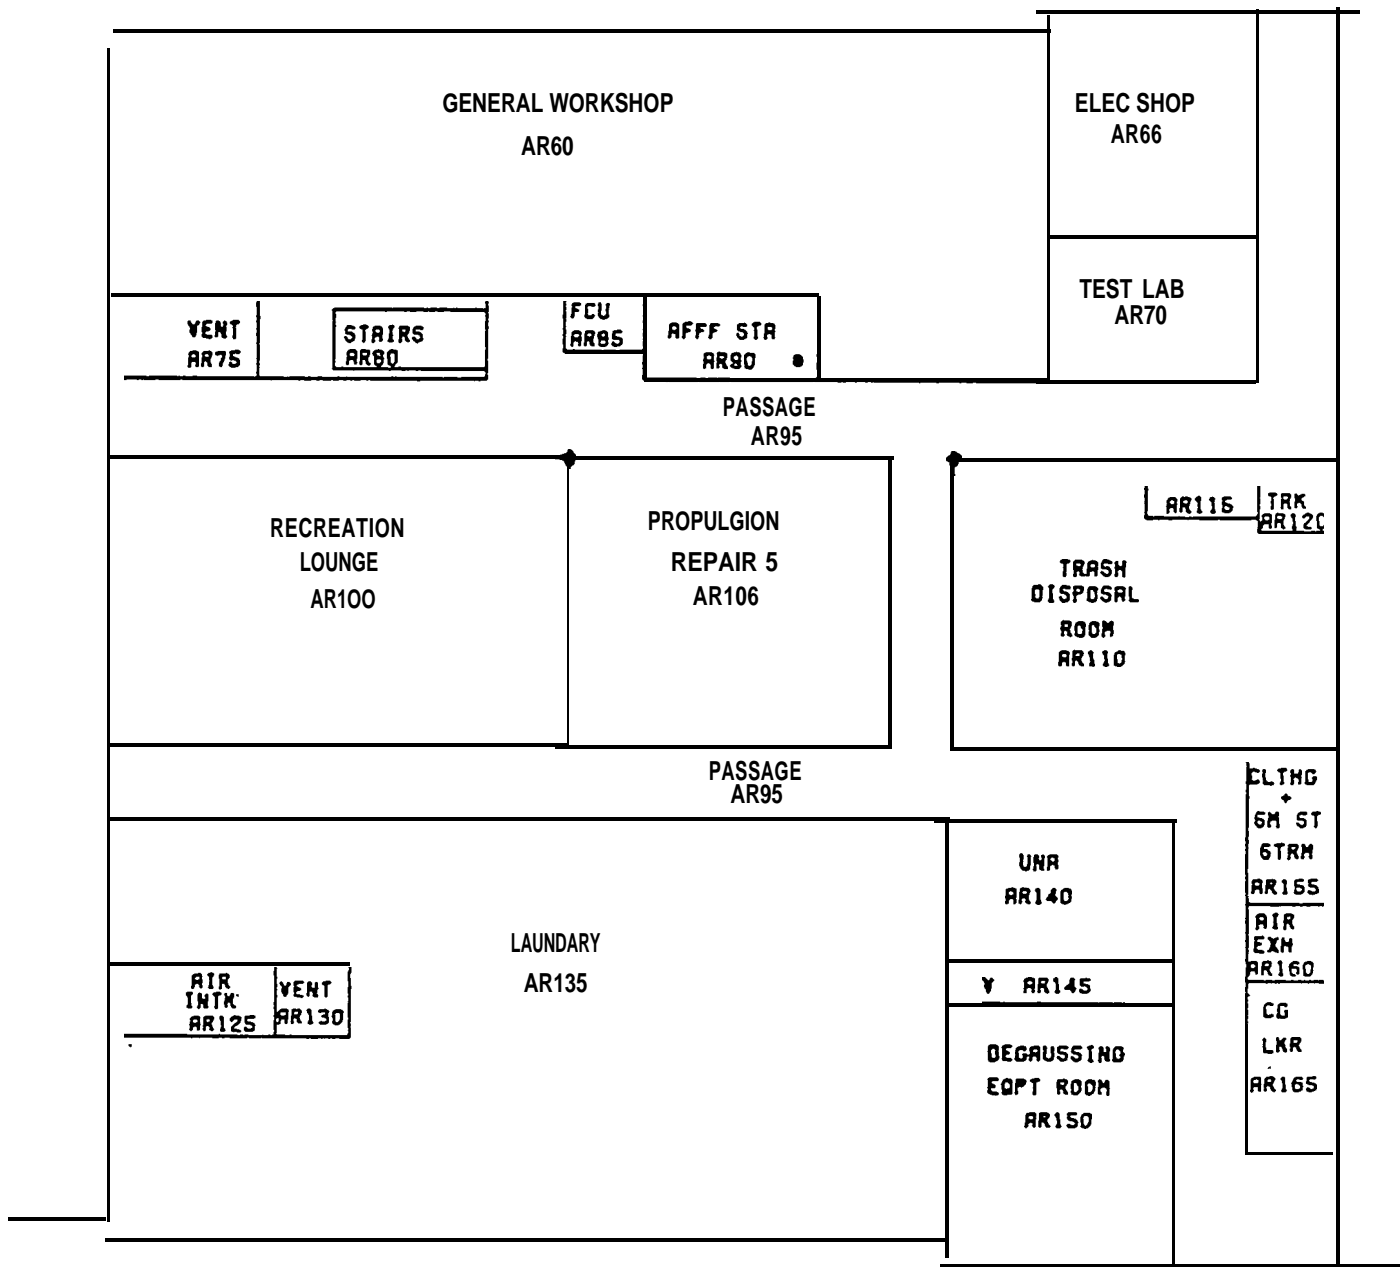 GENERAL WORKSHOP
AR60
ELEC SHOP
AR66
TEST LAB
AR70
VENT
AR75
STAIRS
AR80
FCU
AR85
AFFF STA
AR90
PASSAGE
AR95
RECREATION
LOUNGE
AR1OO
PROPULGION
REPAIR 5
AR106
AR115
TRK
AR120
TRASH
DISPOSAL
ROOM
AR110
PASSAGE
AR95
CLTHG
+
SM ST
STRM
AR155
AIR
EXH
AR160
CG
LKR
AR165
UNA
AR140
LAUNDARY
AR135
AIR
INTK
AR125
VENT
AR130
V AR145
DEGAUSSING
EQPT ROOM
AR150